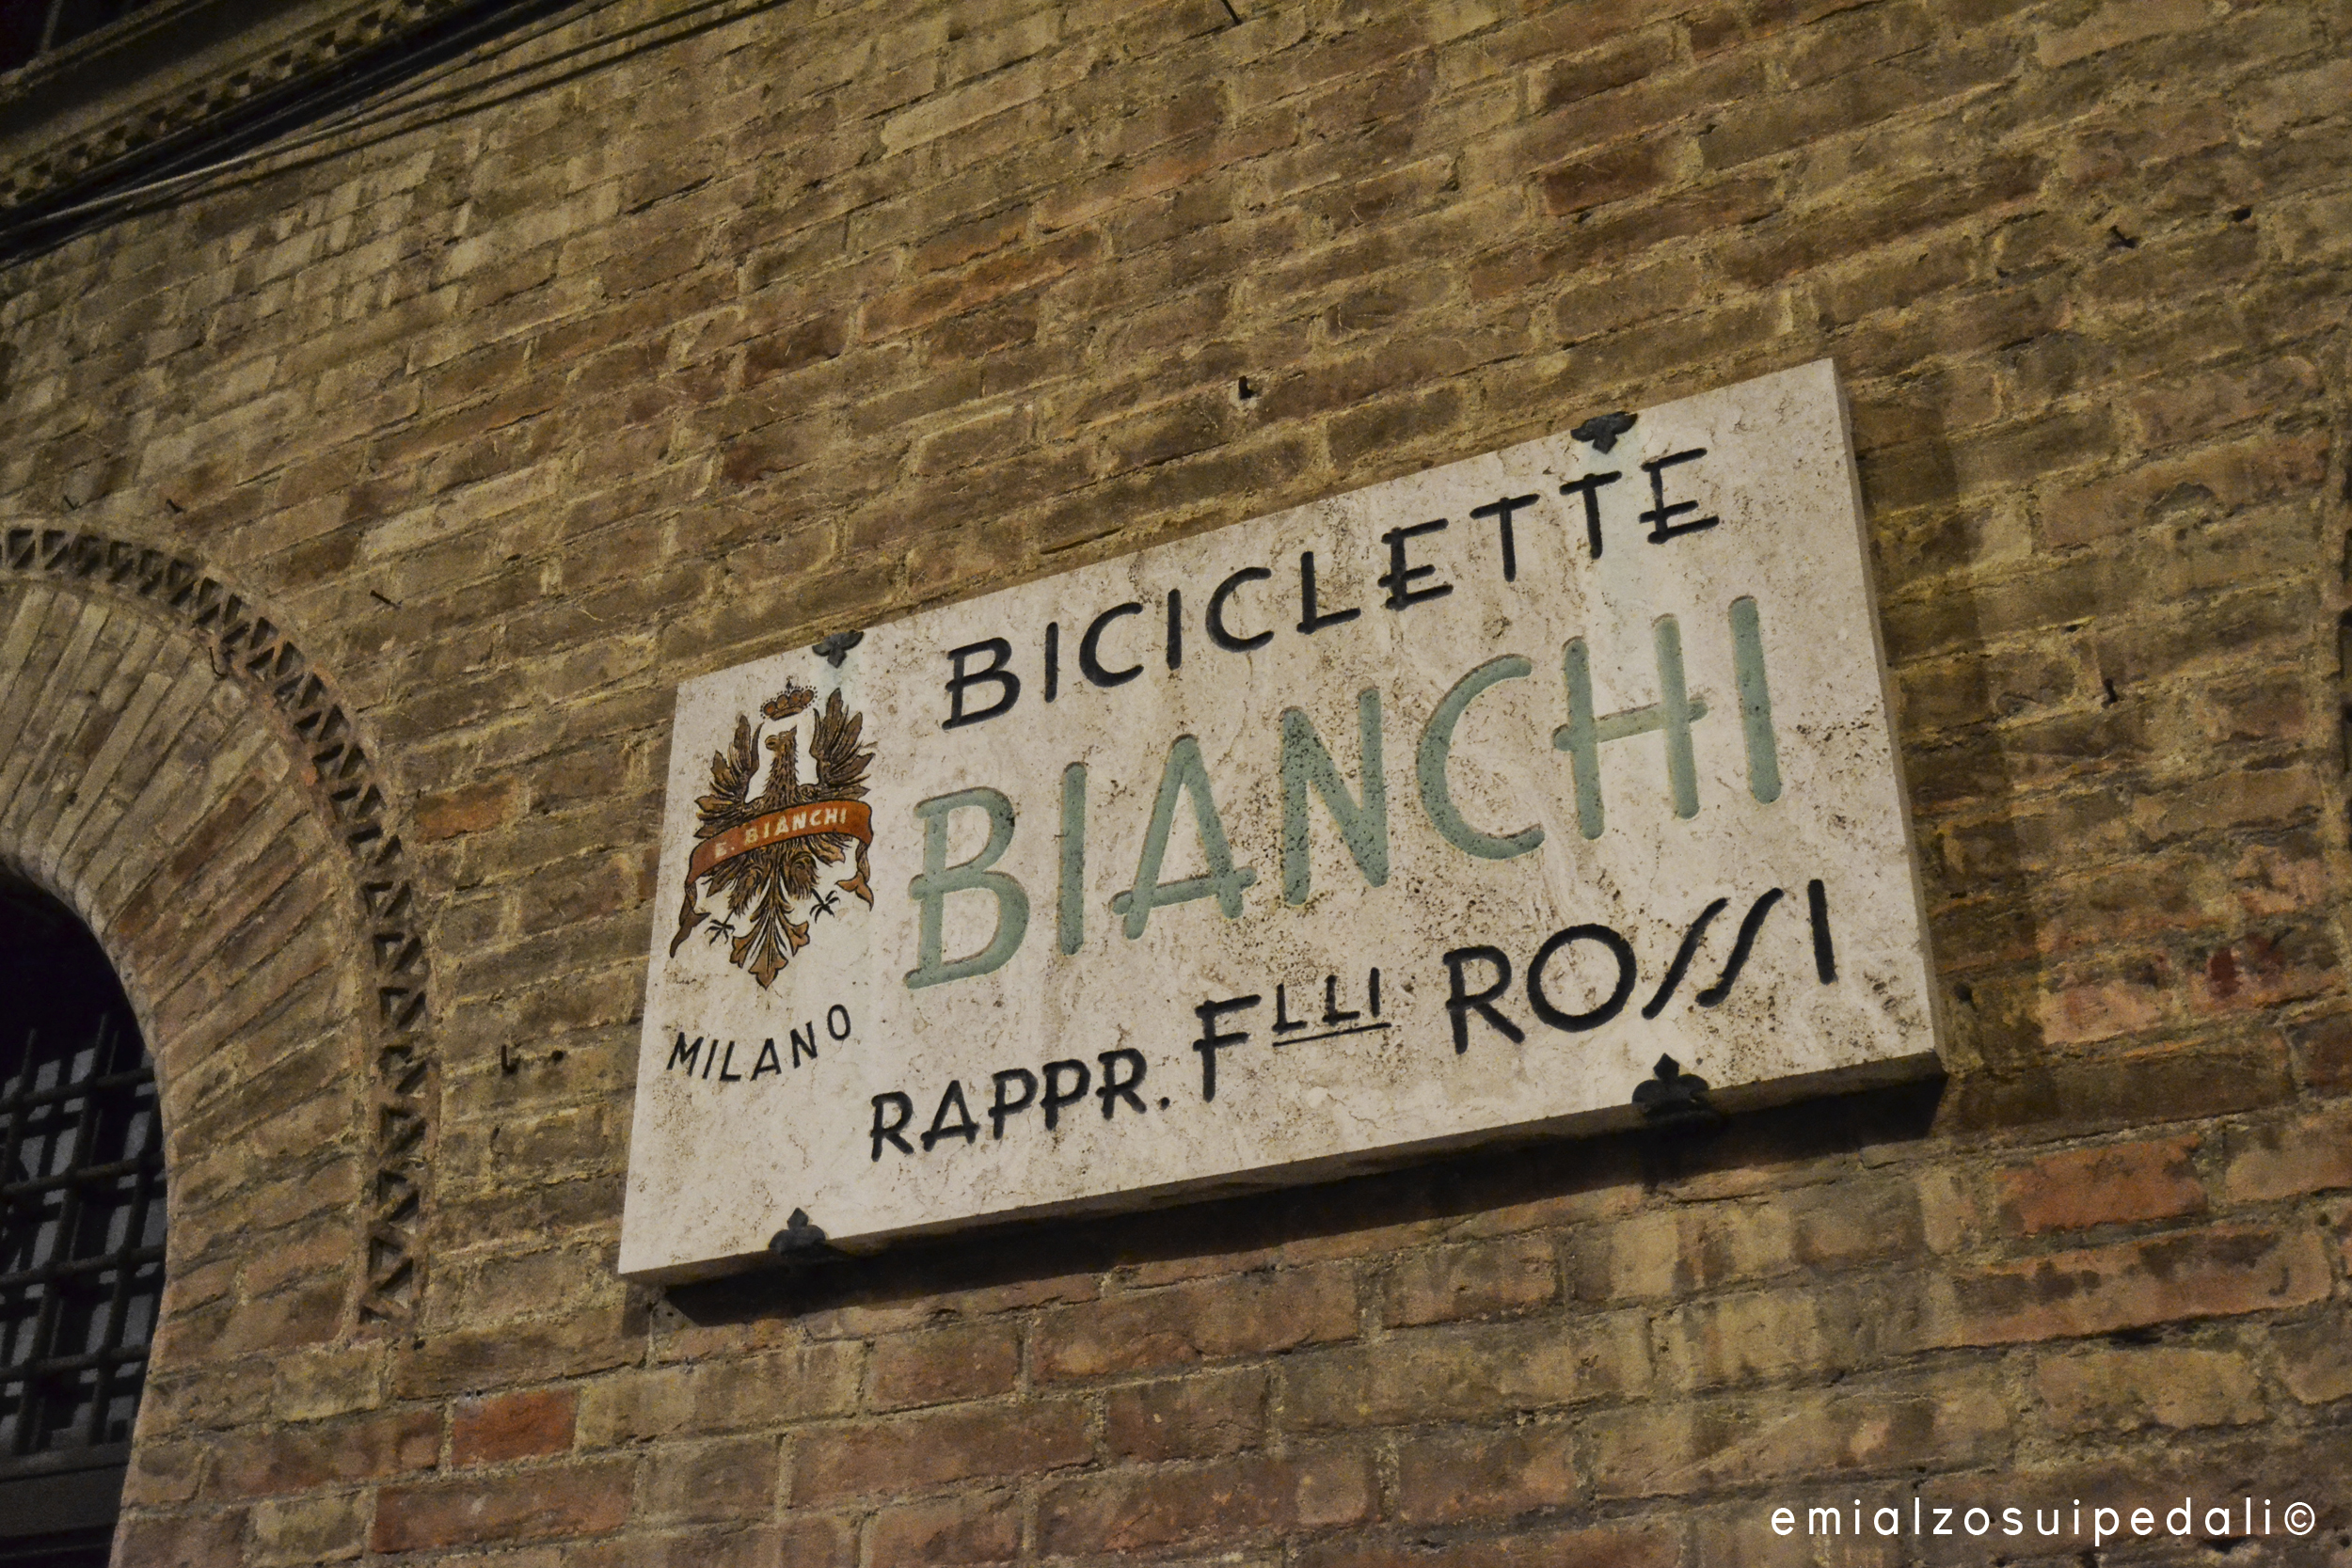 BICICLETTE
E. BIANCHI
BIANCHI
MILANO
RAPPR. FLLI ROSSI
emialzosuipedali©